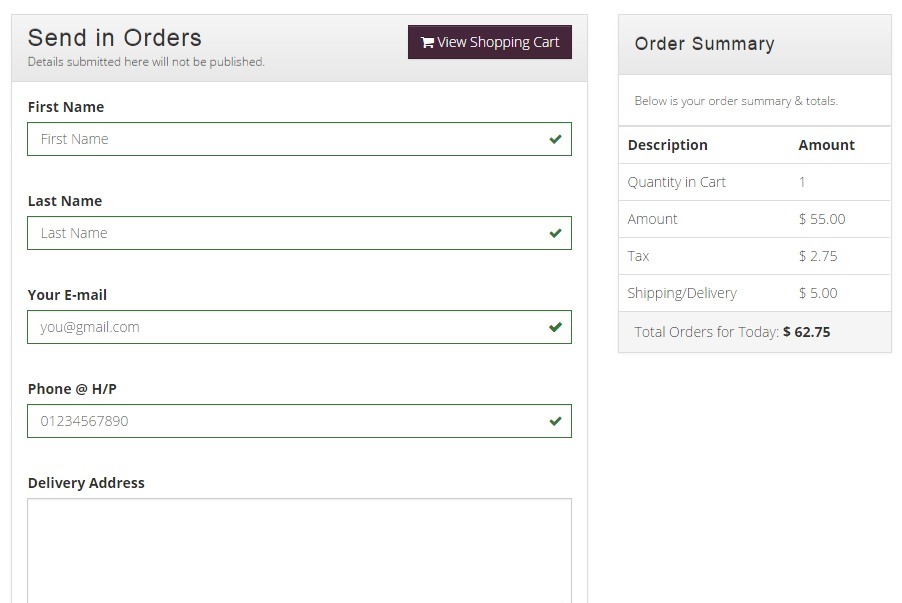 Send in Orders
Details submitted here will not be published.
View Shopping Cart
First Name
First Name
Last Name
Last Name
Your E-mail
you@gmail.com
Phone @ H/P
01234567890
Delivery Address
Order Summary
Below is your order summary & totals.
Description Amount
Quantity in Cart 1
Amount $ 55.00
Tax $ 2.75
Shipping/Delivery $ 5.00
Total Orders for Today: $ 62.75